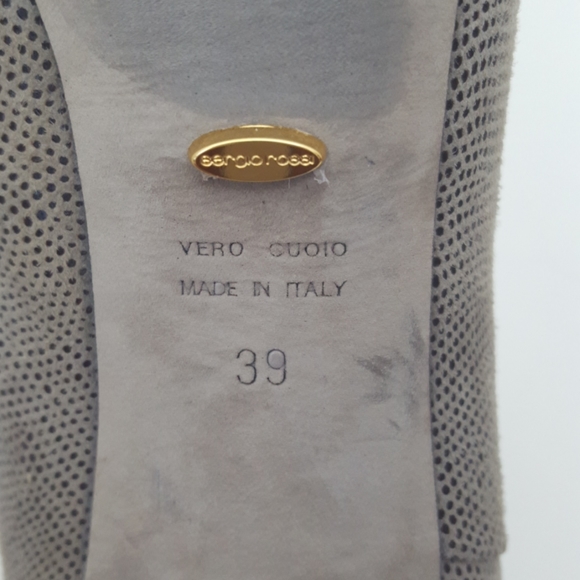 sergio rossi
VERO CUOIO
MADE IN ITALY
39